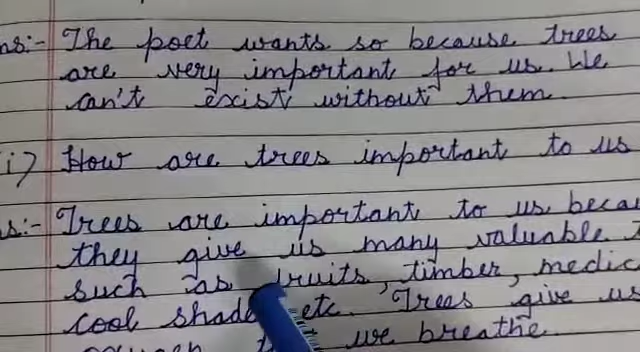 ns:- The poet wants so because trees
are very important for us. We
can't exist without them.
i) How are trees important to us
s:- Trees are important to us becau
they give us many valuable t
such as fruits, timber, medic
cool shade etc. Trees give us
we breathe.